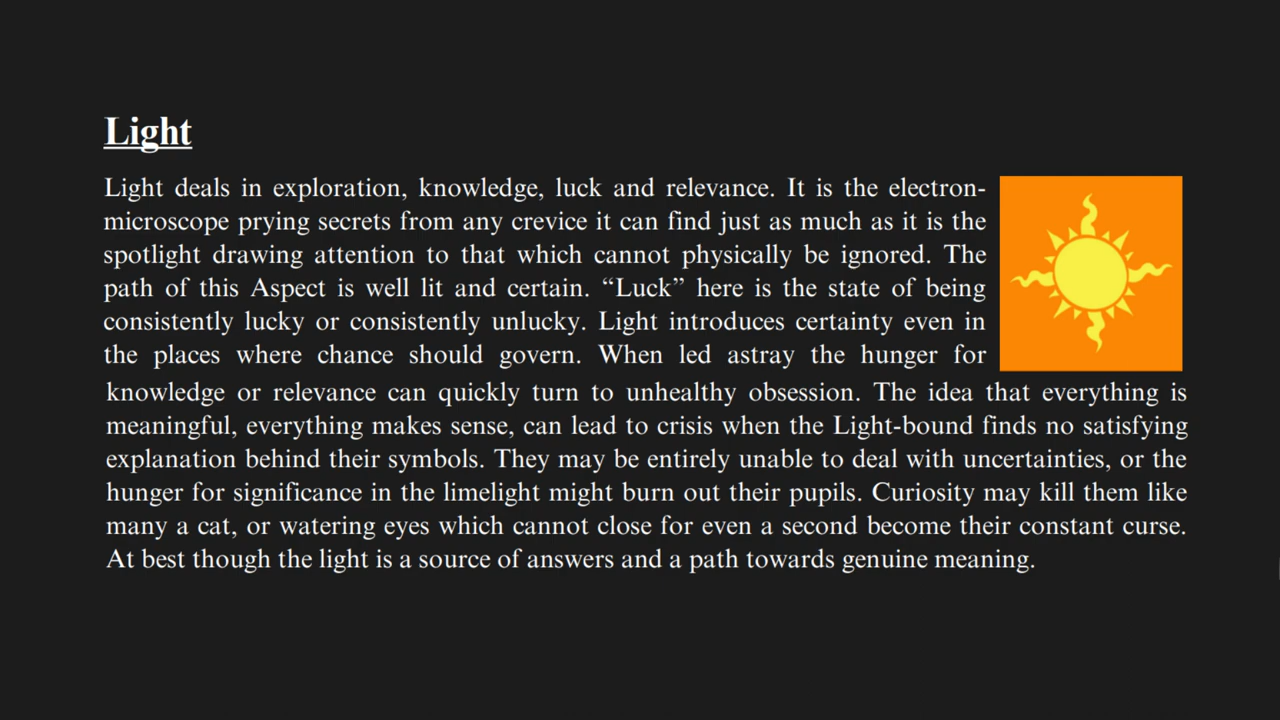 Light
Light deals in exploration, knowledge, luck and relevance. It is the electron-
microscope prying secrets from any crevice it can find just as much as it is the
spotlight drawing attention to that which cannot physically be ignored. The
path of this Aspect is well lit and certain. “Luck” here is the state of being
consistently lucky or consistently unlucky. Light introduces certainty even in
the places where chance should govern. When led astray the hunger for
knowledge or relevance can quickly turn to unhealthy obsession. The idea that everything is
meaningful, everything makes sense, can lead to crisis when the Light-bound finds no satisfying
explanation behind their symbols. They may be entirely unable to deal with uncertainties, or the
hunger for significance in the limelight might burn out their pupils. Curiosity may kill them like
many a cat, or watering eyes which cannot close for even a second become their constant curse.
At best though the light is a source of answers and a path towards genuine meaning.